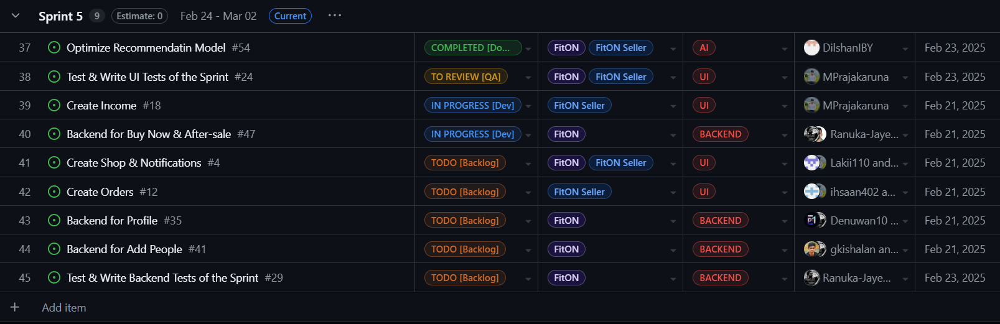 Sprint 5 9 Estimate: 0 Feb 24 - Mar 02 Current ...
37 Optimize Recommendatin Model #54 COMPLETED [Do... FitON FitON Seller AI DilshanIBY Feb 23, 2025
38 Test & Write UI Tests of the Sprint #24 TO REVIEW [QA] FitON FitON Seller UI MPrajakaruna Feb 23, 2025
39 Create Income #18 IN PROGRESS [Dev] FitON Seller UI MPrajakaruna Feb 21, 2025
40 Backend for Buy Now & After-sale #47 IN PROGRESS [Dev] FitON BACKEND Ranuka-Jaye... Feb 21, 2025
41 Create Shop & Notifications #4 TODO [Backlog] FitON FitON Seller UI Lakii110 and... Feb 21, 2025
42 Create Orders #12 TODO [Backlog] FitON Seller UI ihsaan402 a... Feb 21, 2025
43 Backend for Profile #35 TODO [Backlog] FitON BACKEND Denuwan10 ... Feb 21, 2025
44 Backend for Add People #41 TODO [Backlog] FitON BACKEND gkishalan an... Feb 21, 2025
45 Test & Write Backend Tests of the Sprint #29 TODO [Backlog] FitON BACKEND Ranuka-Jaye... Feb 23, 2025
+ Add item